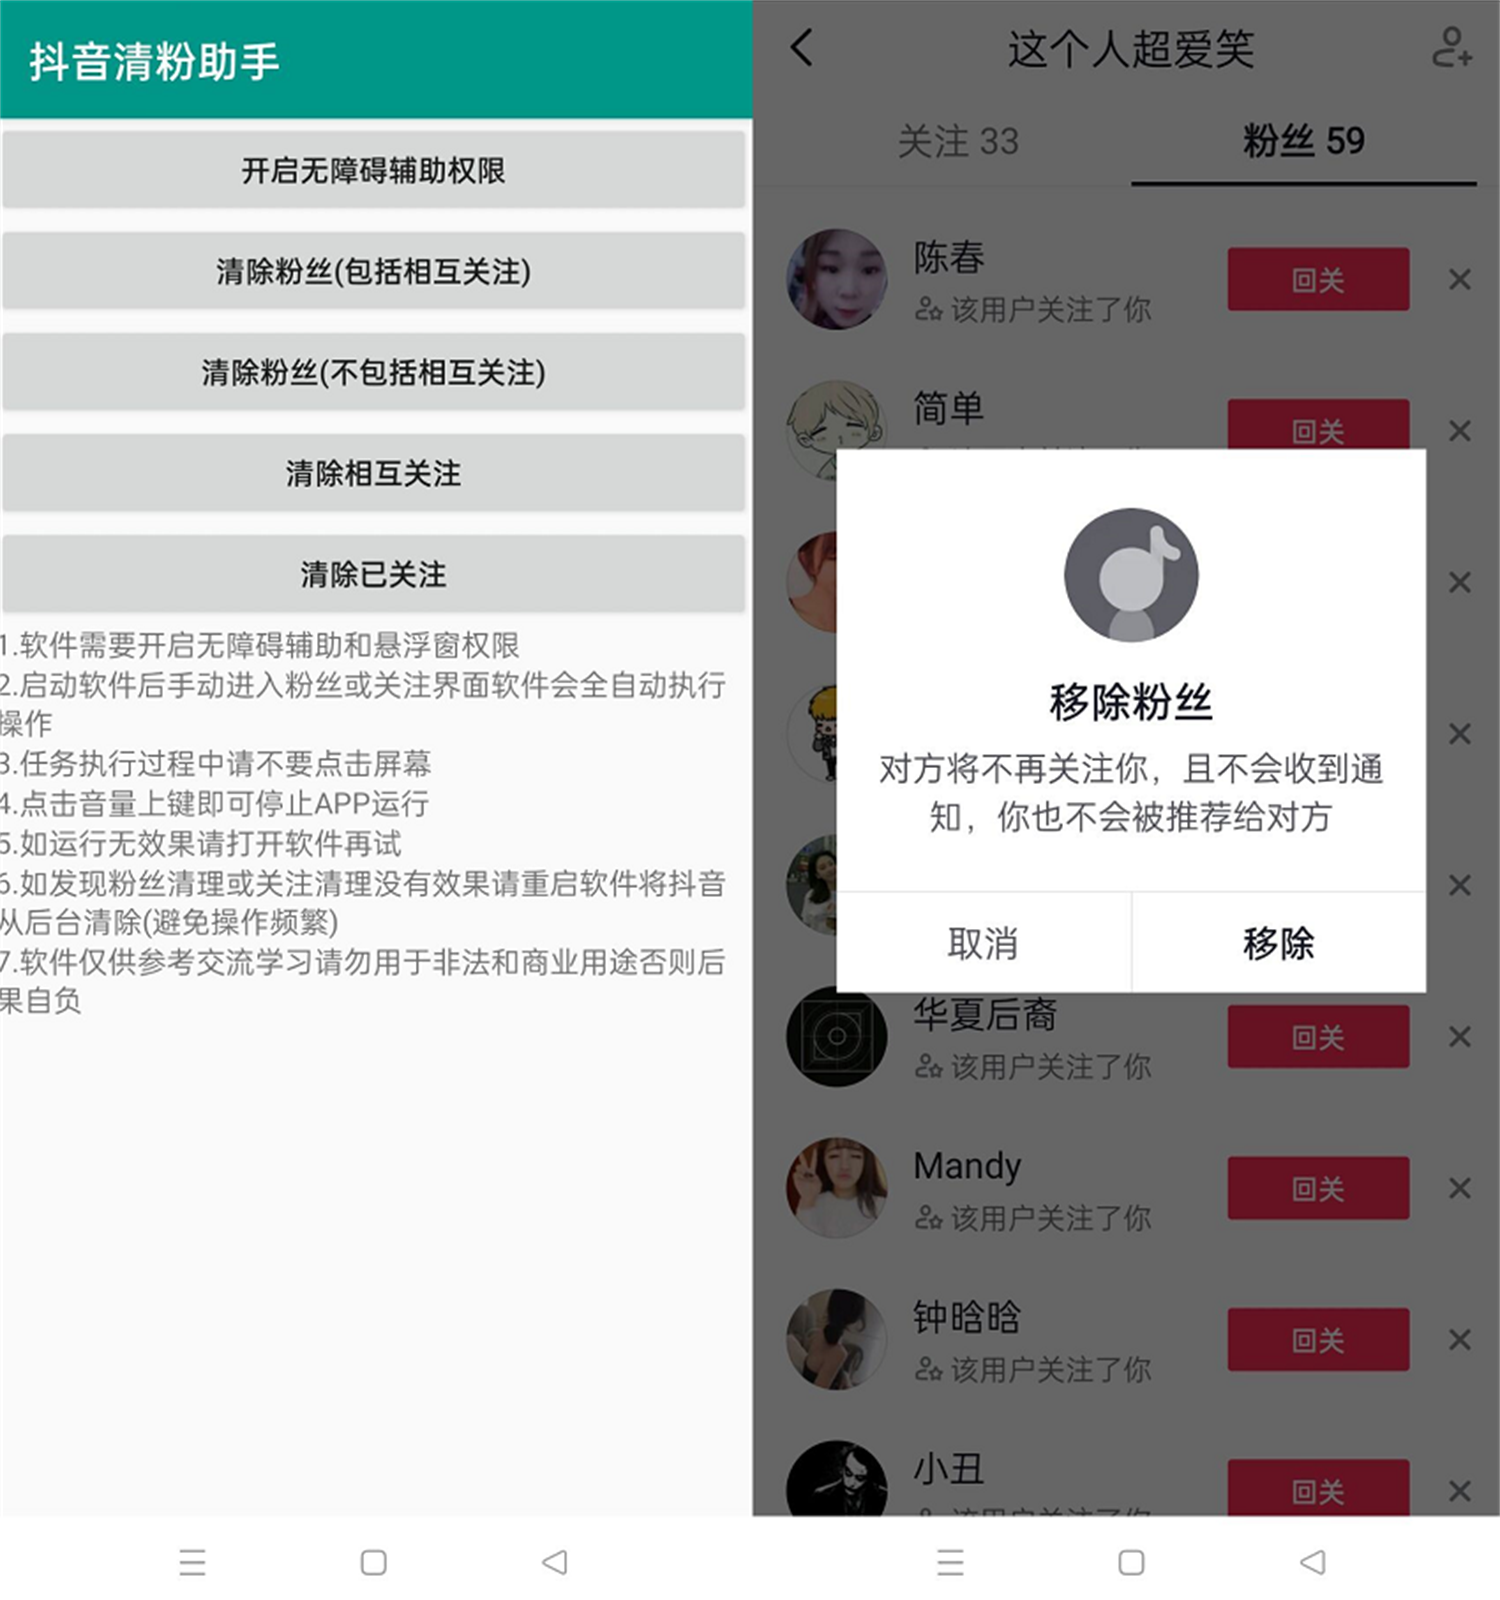 抖音清粉助手
开启无障碍辅助权限
清除粉丝(包括相互关注)
清除粉丝(不包括相互关注)
清除相互关注
清除已关注
1.软件需要开启无障碍辅助和悬浮窗权限
2.启动软件后手动进入粉丝或关注界面软件会全自动执行
操作
3.任务执行过程中请不要点击屏幕
4.点击音量上键即可停止APP运行
5.如运行无效果请打开软件再试
6.如发现粉丝清理或关注清理没有效果请重启软件将抖音
从后台清除(避免操作频繁)
7.软件仅供参考交流学习请勿用于非法和商业用途否则后
果自负
这个人超爱笑
关注 33
粉丝 59
陈春
该用户关注了你
回关
简单
回关
移除粉丝
对方将不再关注你，且不会收到通
知，你也不会被推荐给对方
取消
移除
华夏后裔
该用户关注了你
回关
Mandy
该用户关注了你
回关
钟晗晗
该用户关注了你
回关
小丑
该用户关注了你
回关